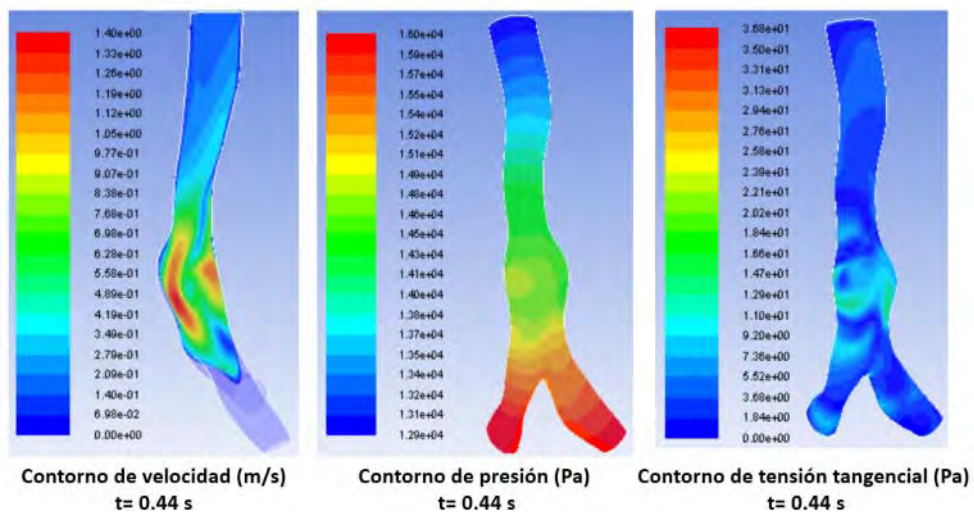 1.40e+00
1.33e+00
1.26e+00
1.19e+00
1.12e+00
1.05e+00
9.77e-01
9.07e-01
8.38e-01
7.68e-01
6.98e-01
6.28e-01
5.58e-01
4.89e-01
4.19e-01
3.49e-01
2.79e-01
2.09e-01
1.40e-01
6.98e-02
0.00e+00
Contorno de velocidad (m/s)
t= 0.44 s
1.60e+04
1.59e+04
1.57e+04
1.55e+04
1.54e+04
1.52e+04
1.51e+04
1.49e+04
1.48e+04
1.46e+04
1.45e+04
1.43e+04
1.41e+04
1.40e+04
1.38e+04
1.37e+04
1.35e+04
1.34e+04
1.32e+04
1.31e+04
1.29e+04
Contorno de presión (Pa)
t= 0.44 s
3.68e+01
3.50e+01
3.31e+01
3.13e+01
2.94e+01
2.76e+01
2.58e+01
2.39e+01
2.21e+01
2.02e+01
1.84e+01
1.66e+01
1.47e+01
1.29e+01
1.10e+01
9.20e+00
7.36e+00
5.52e+00
3.68e+00
1.84e+00
0.00e+00
Contorno de tensión tangencial (Pa)
t= 0.44 s